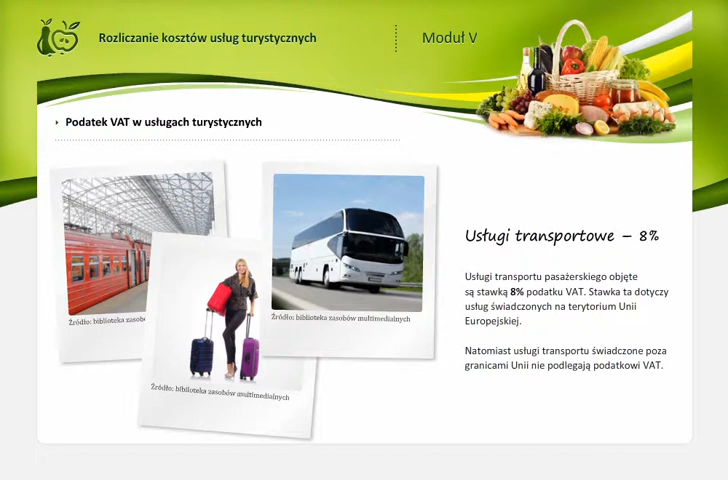 Rozliczanie kosztów usług turystycznych
Moduł V
Podatek VAT w usługach turystycznych
Źródło: biblioteka zasobów
Źródło: biblioteka zasobów multimedialnych
Źródło: biblioteka zasobów multimedialnych
Usługi transportowe – 8%
Usługi transportu pasażerskiego objęte
są stawką 8% podatku VAT. Stawka ta dotyczy
usług świadczonych na terytorium Unii
Europejskiej.
Natomiast usługi transportu świadczone poza
granicami Unii nie podlegają podatkowi VAT.